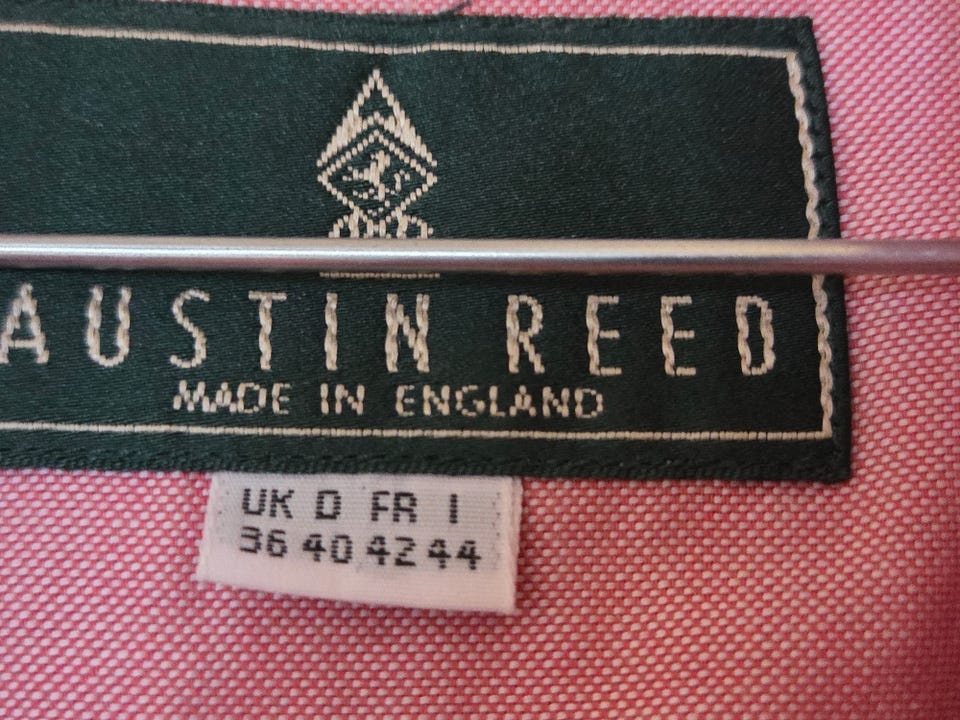 AUSTIN REED
MADE IN ENGLAND
UK D FR I
36 40 42 44